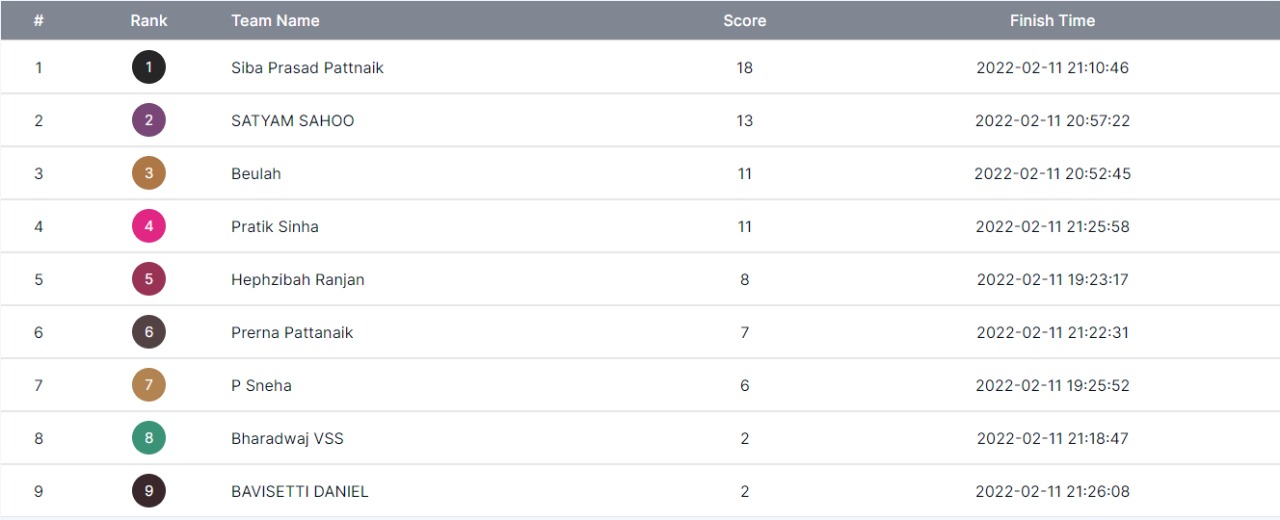 # Rank Team Name Score Finish Time
1 1 Siba Prasad Pattnaik 18 2022-02-11 21:10:46
2 2 SATYAM SAHOO 13 2022-02-11 20:57:22
3 3 Beulah 11 2022-02-11 20:52:45
4 4 Pratik Sinha 11 2022-02-11 21:25:58
5 5 Hephzibah Ranjan 8 2022-02-11 19:23:17
6 6 Prerna Pattanaik 7 2022-02-11 21:22:31
7 7 P Sneha 6 2022-02-11 19:25:52
8 8 Bharadwaj VSS 2 2022-02-11 21:18:47
9 9 BAVISETTI DANIEL 2 2022-02-11 21:26:08